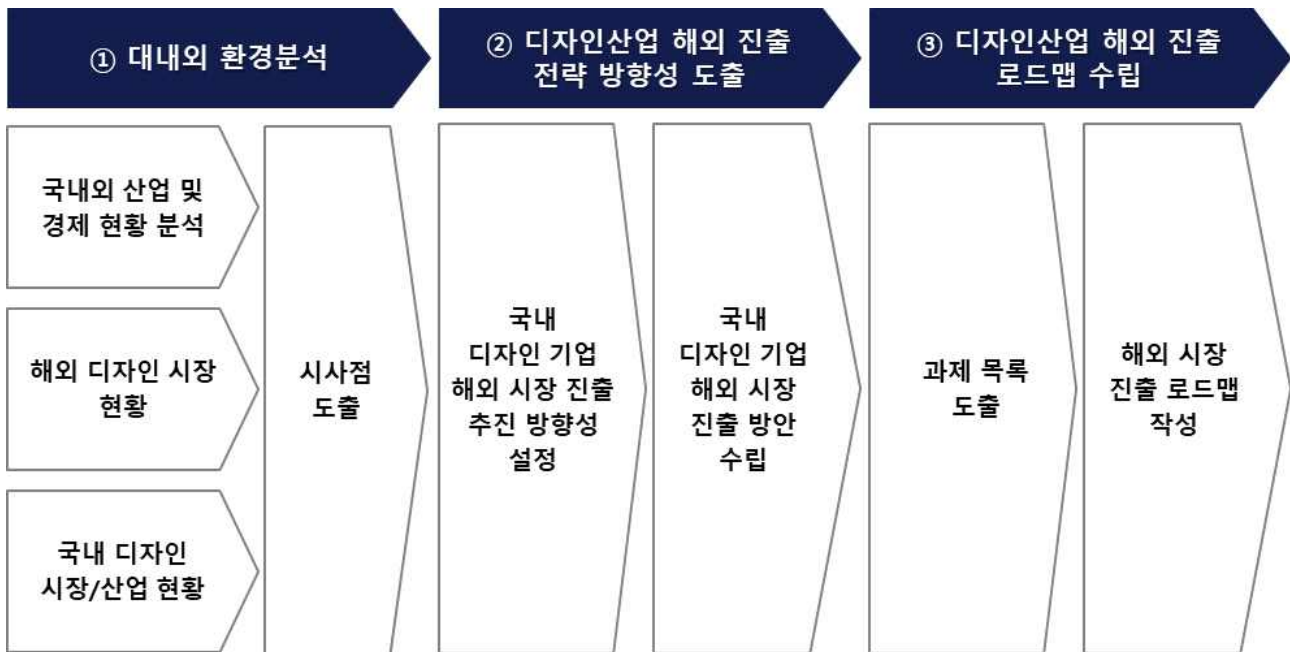 ① 대내외 환경분석
② 디자인산업 해외 진출
전략 방향성 도출
③ 디자인산업 해외 진출
로드맵 수립
국내외 산업 및
경제 현황 분석
해외 디자인 시장
현황
국내 디자인
시장/산업 현황
시사점
도출
국내
디자인 기업
해외 시장 진출
추진 방향성
설정
국내
디자인 기업
해외 시장
진출 방안
수립
과제 목록
도출
해외 시장
진출 로드맵
작성